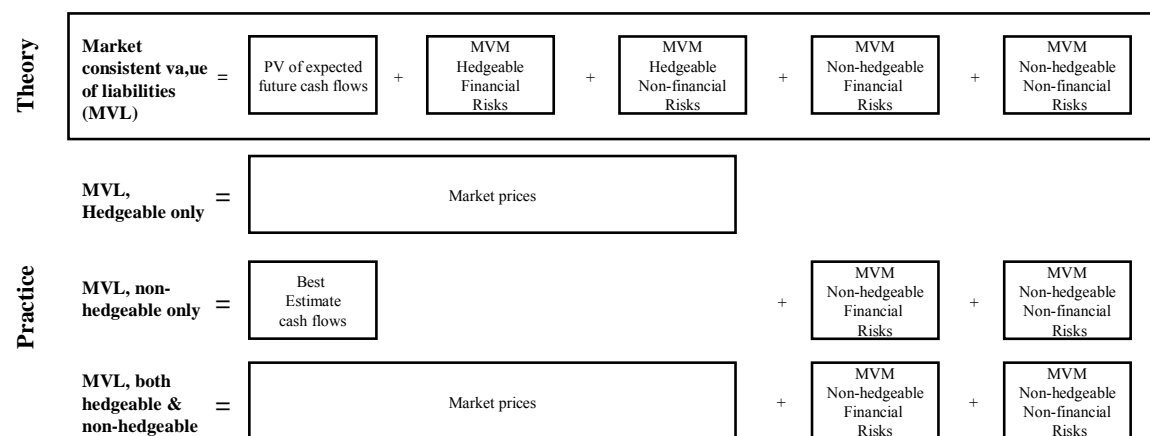 Theory
Market
consistent va,ue
of liabilities
(MVL)
=
PV of expected
future cash flows
+
MVM
Hedgeable
Financial
Risks
+
MVM
Hedgeable
Non-financial
Risks
+
MVM
Non-hedgeable
Financial
Risks
+
MVM
Non-hedgeable
Non-financial
Risks
Practice
MVL,
Hedgeable only
=
Market prices
MVL, non-
hedgeable only
=
Best
Estimate
cash flows
+
MVM
Non-hedgeable
Financial
Risks
+
MVM
Non-hedgeable
Non-financial
Risks
MVL, both
hedgeable &
non-hedgeable
=
Market prices
+
MVM
Non-hedgeable
Financial
Risks
+
MVM
Non-hedgeable
Non-financial
Risks